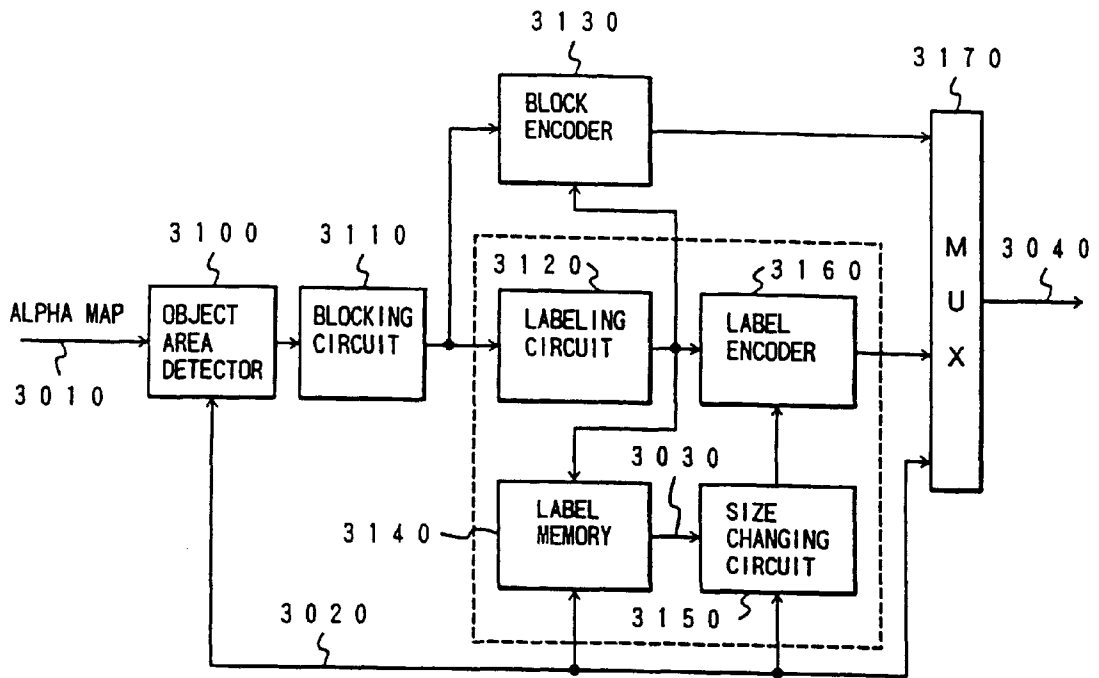 3130
3170
BLOCK
ENCODER
3100
3110
3120
3160
M
U
X
3040
ALPHA MAP
OBJECT
AREA
DETECTOR
BLOCKING
CIRCUIT
LABELING
CIRCUIT
LABEL
ENCODER
3010
3030
3140
LABEL
MEMORY
SIZE
CHANGING
CIRCUIT
3020
3150